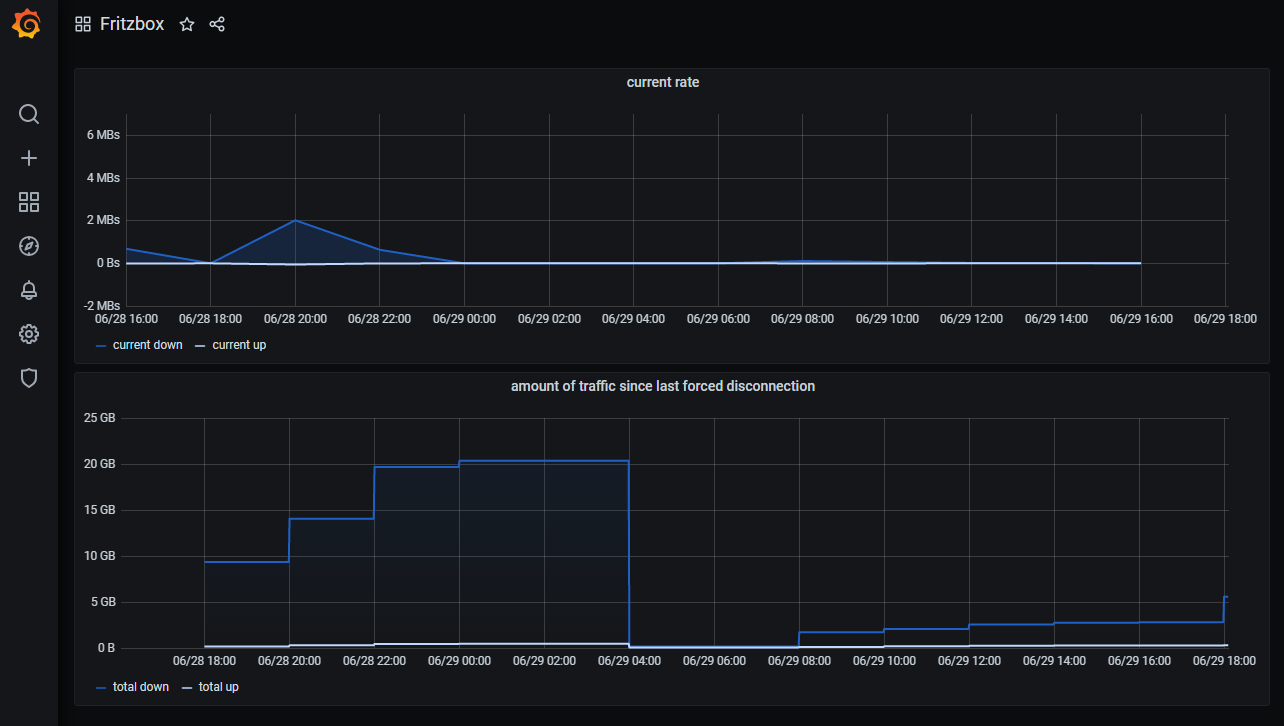 Fritzbox
current rate
6 MBs
4 MBs
2 MBs
0 Bs
-2 MBs
06/28 16:00 06/28 18:00 06/28 20:00 06/28 22:00 06/29 00:00 06/29 02:00 06/29 04:00 06/29 06:00 06/29 08:00 06/29 10:00 06/29 12:00 06/29 14:00 06/29 16:00 06/29 18:00
current down current up
amount of traffic since last forced disconnection
25 GB
20 GB
15 GB
10 GB
5 GB
0 B
06/28 18:00 06/28 20:00 06/28 22:00 06/29 00:00 06/29 02:00 06/29 04:00 06/29 06:00 06/29 08:00 06/29 10:00 06/29 12:00 06/29 14:00 06/29 16:00 06/29 18:00
total down total up